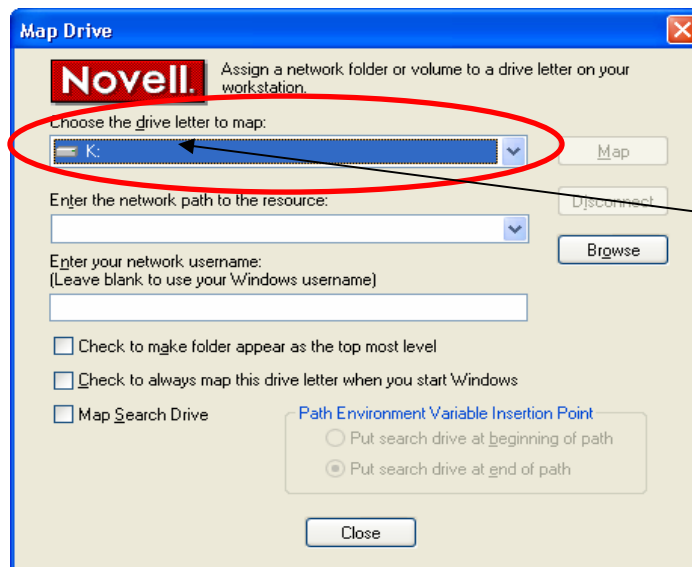 Map Drive
Novell.
Assign a network folder or volume to a drive letter on your
workstation.
Choose the drive letter to map:
K:
Map
Enter the network path to the resource:
Disconnect
Browse
Enter your network username:
(Leave blank to use your Windows username)
Check to make folder appear as the top most level
Check to always map this drive letter when you start Windows
Map Search Drive
Path Environment Variable Insertion Point
Put search drive at beginning of path
Put search drive at end of path
Close